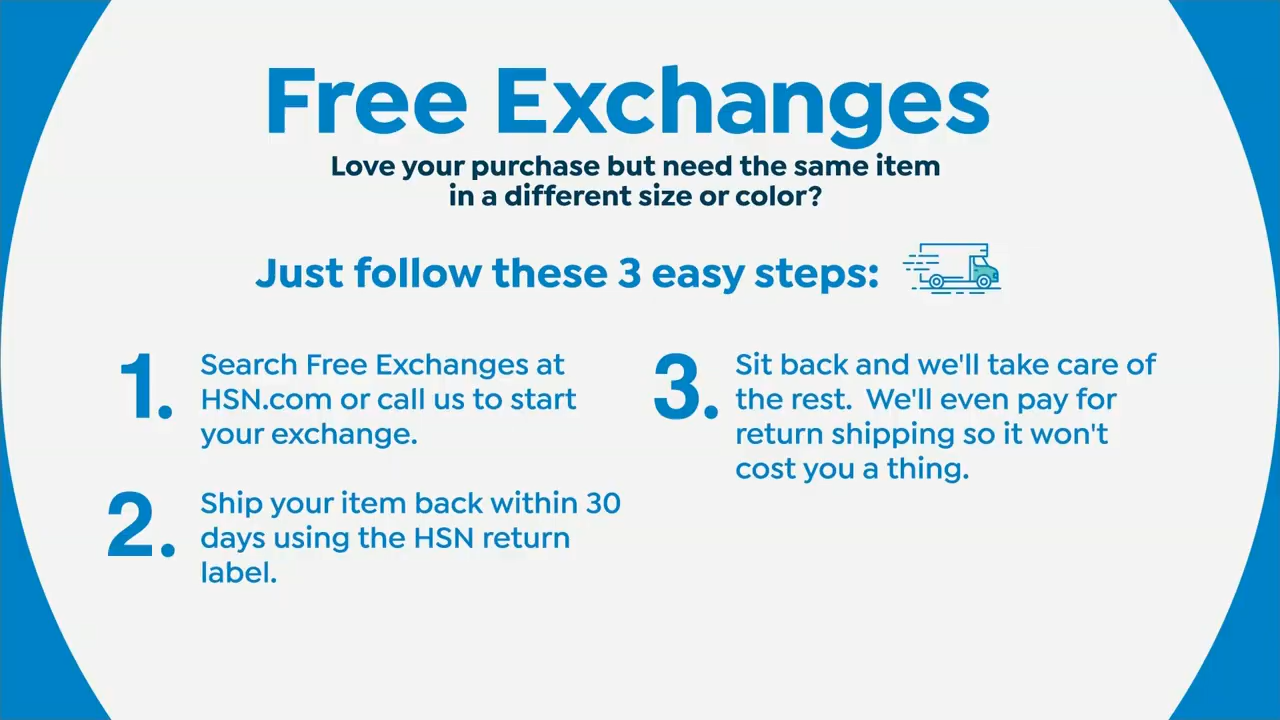 Free Exchanges
Love your purchase but need the same item
in a different size or color?
Just follow these 3 easy steps:
1. Search Free Exchanges at
HSN.com or call us to start
your exchange.
2. Ship your item back within 30
days using the HSN return
label.
3. Sit back and we'll take care of
the rest.  We'll even pay for
return shipping so it won't
cost you a thing.